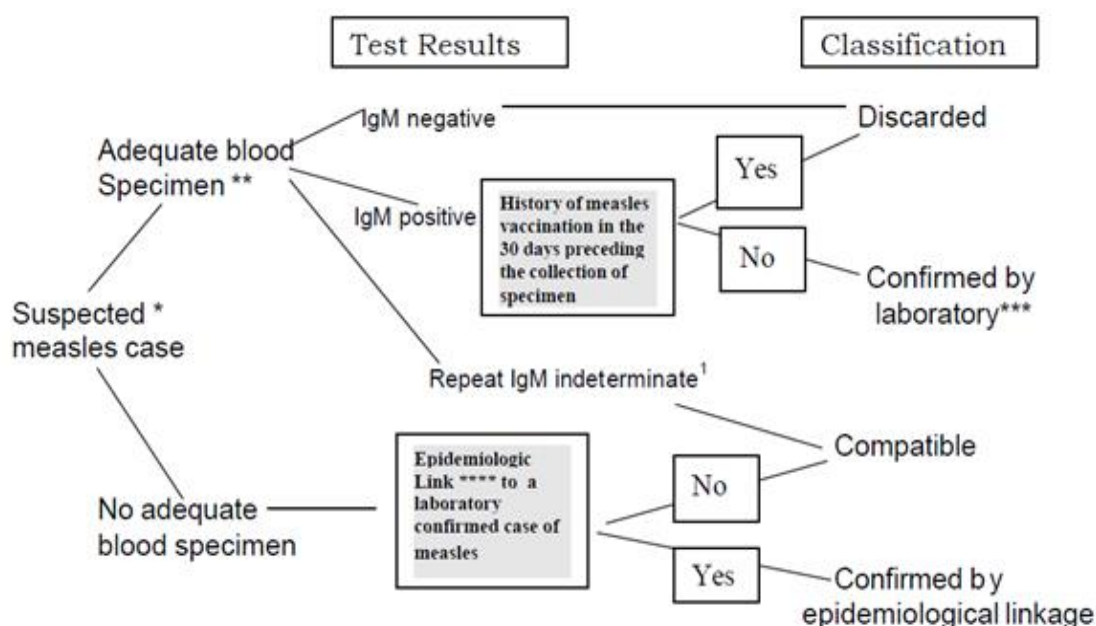 Test Results
Classification
IgM negative
Discarded
Adequate blood
Specimen **
Yes
IgM positive
History of measles
vaccination in the
30 days preceding
the collection of
specimen
No
Confirmed by
laboratory***
Suspected *
measles case
Repeat IgM indeterminate¹
Compatible
Epidemiologic
Link **** to a
laboratory
confirmed case of
measles
No
No adequate
blood specimen
Yes
Confirmed by
epidemiological linkage